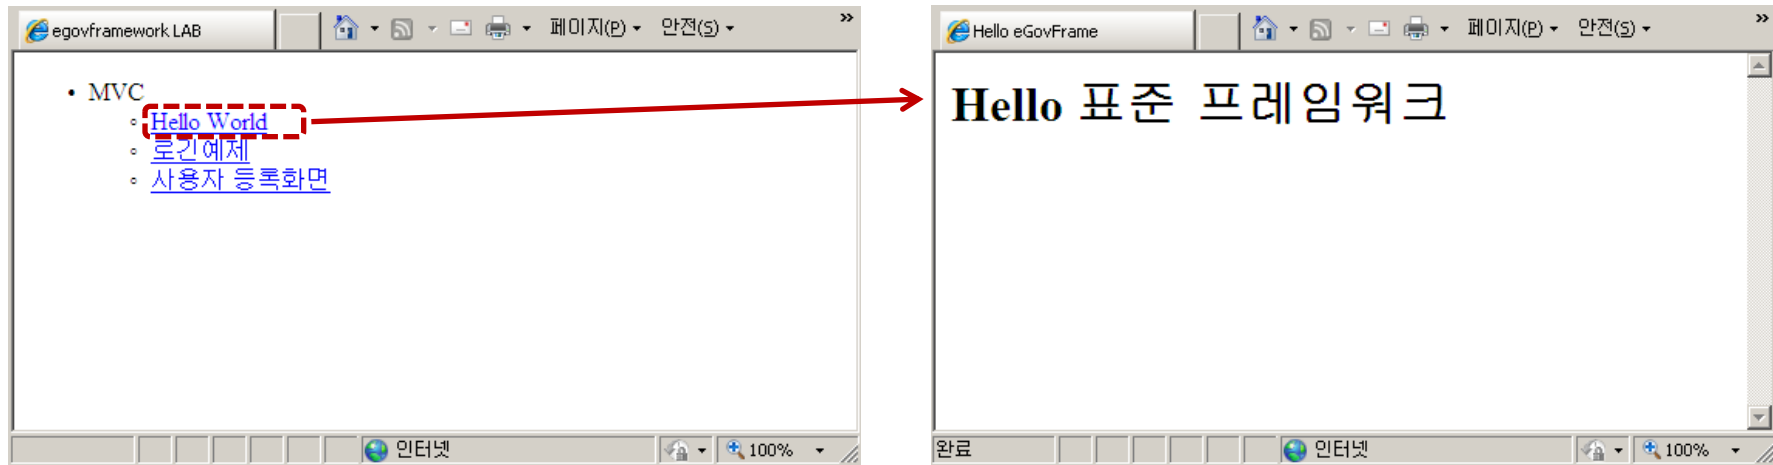 egovframework LAB
페이지(P)
안전(S)
»
• MVC
◦ Hello World
◦ 로긴예제
◦ 사용자 등록화면
인터넷
100%
Hello eGovFrame
페이지(P)
안전(S)
»
Hello 표준 프레임워크
완료
인터넷
100%